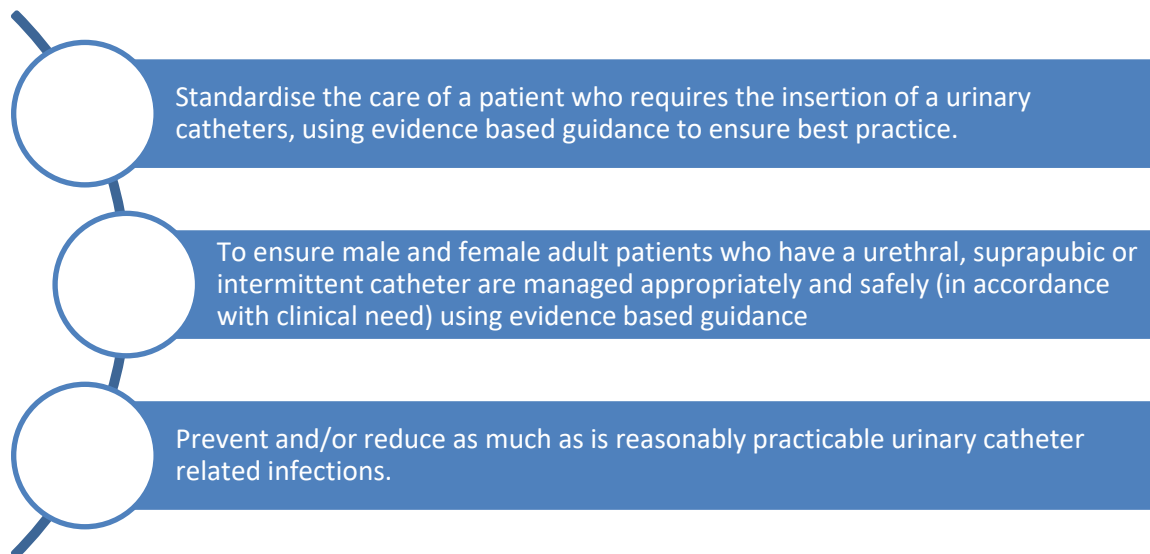 Standardise the care of a patient who requires the insertion of a urinary
catheters, using evidence based guidance to ensure best practice.
To ensure male and female adult patients who have a urethral, suprapubic or
intermittent catheter are managed appropriately and safely (in accordance
with clinical need) using evidence based guidance
Prevent and/or reduce as much as is reasonably practicable urinary catheter
related infections.